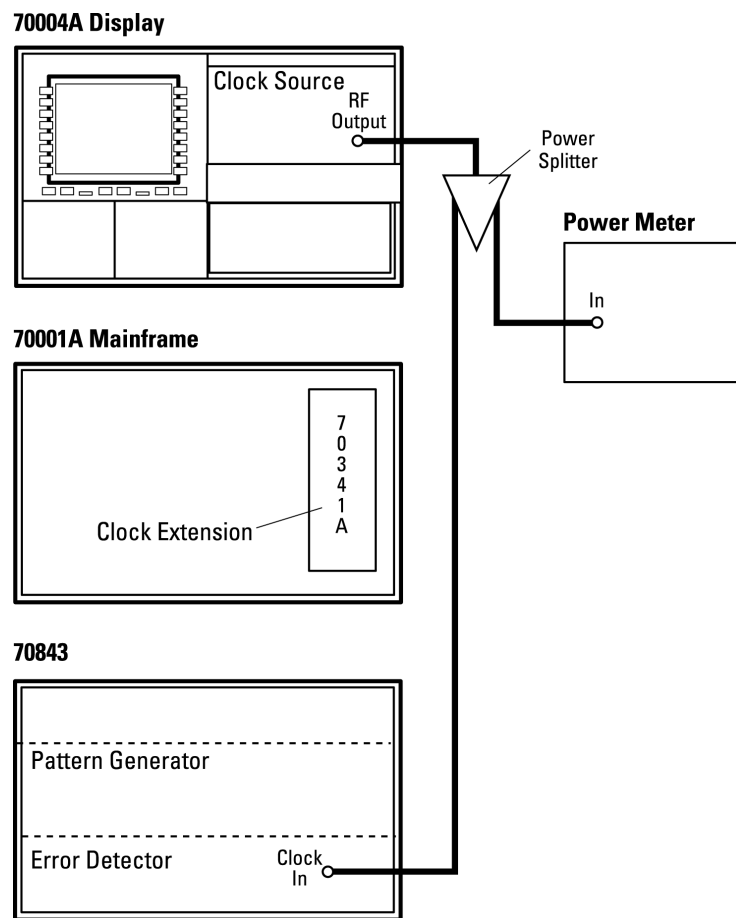 70004A Display
Clock Source
RF
Output
Power
Splitter
Power Meter
In
70001A Mainframe
7
0
3
4
1
A
Clock Extension
70843
Pattern Generator
Error Detector
Clock
In